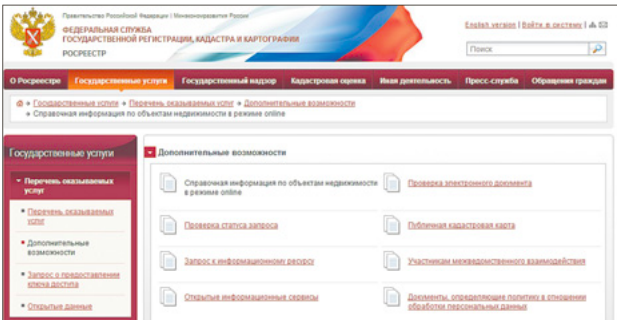 Правительство Российской Федерации | Минэкономразвития России
ФЕДЕРАЛЬНАЯ СЛУЖБА
ГОСУДАРСТВЕННОЙ РЕГИСТРАЦИИ, КАДАСТРА И КАРТОГРАФИИ
РОСРЕЕСТР
English version | Войти в систему |
Поиск
О Росреестре Государственные услуги Государственный надзор Кадастровая оценка Иная деятельность Пресс-служба Обращения граждан
Государственные услуги Перечень оказываемых услуг Дополнительные возможности
Справочная информация по объектам недвижимости в режиме online
Государственные услуги
Перечень оказываемых
услуг
Перечень оказываемых
услуг
Дополнительные
возможности
Запрос о предоставлении
ключа доступа
Открытые данные
Дополнительные возможности
Справочная информация по объектам недвижимости
в режиме online
Проверка электронного документа
Проверка статуса запроса
Публичная кадастровая карта
Запрос к информационному ресурсу
Участникам межведомственного взаимодействия
Открытые информационные сервисы
Документы, определяющие политику в отношении
обработки персональных данных